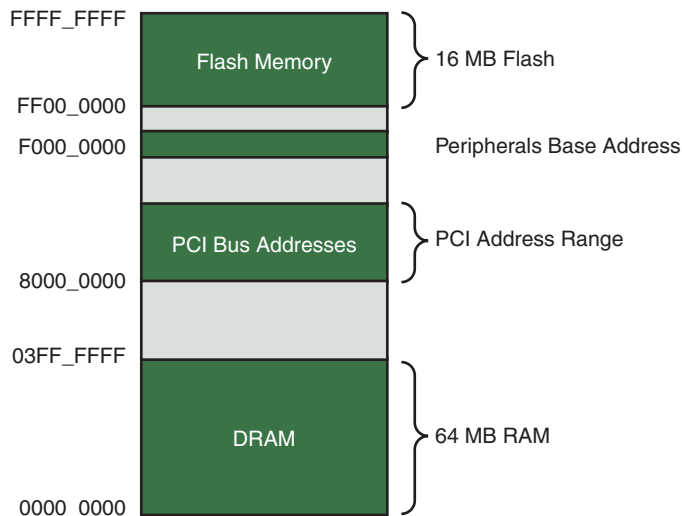 FFFF_FFFF
Flash Memory
16 MB Flash
FF00_0000
F000_0000
Peripherals Base Address
PCI Bus Addresses
PCI Address Range
8000_0000
03FF_FFFF
DRAM
64 MB RAM
0000_0000